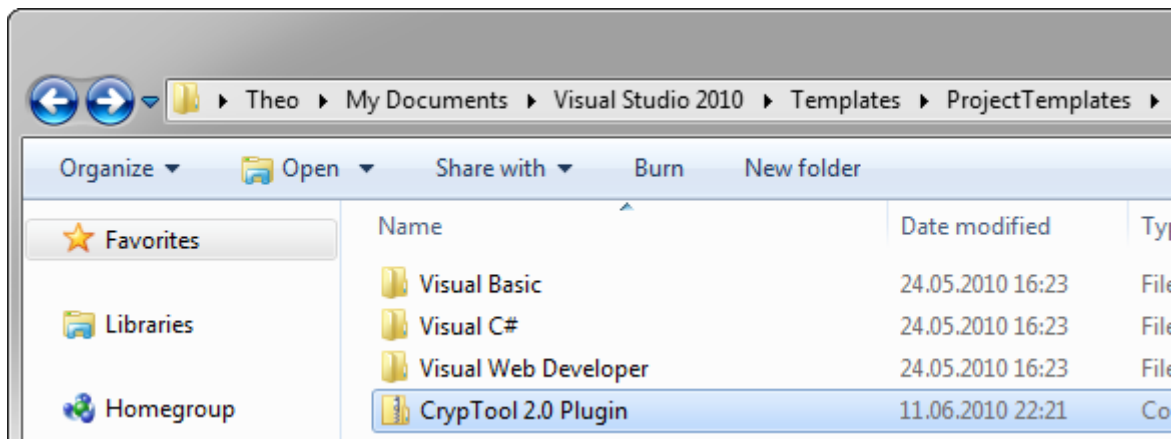 Theo My Documents Visual Studio 2010 Templates ProjectTemplates
Organize Open Share with Burn New folder
Favorites
Libraries
Homegroup
Name Date modified
Visual Basic 24.05.2010 16:23
Visual C# 24.05.2010 16:23
Visual Web Developer 24.05.2010 16:23
CrypTool 2.0 Plugin 11.06.2010 22:21